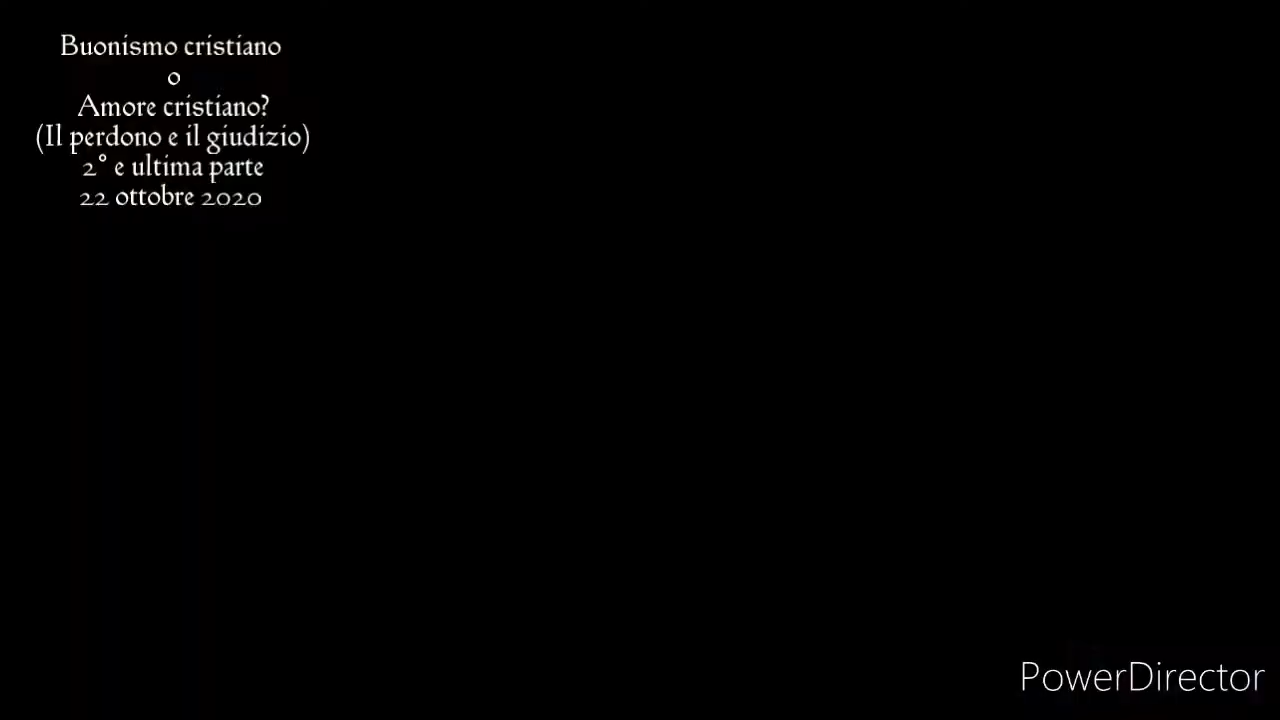 Buonismo cristiano
o
Amore cristiano?
(Il perdono e il giudizio)
2° e ultima parte
22 ottobre 2020
PowerDirector